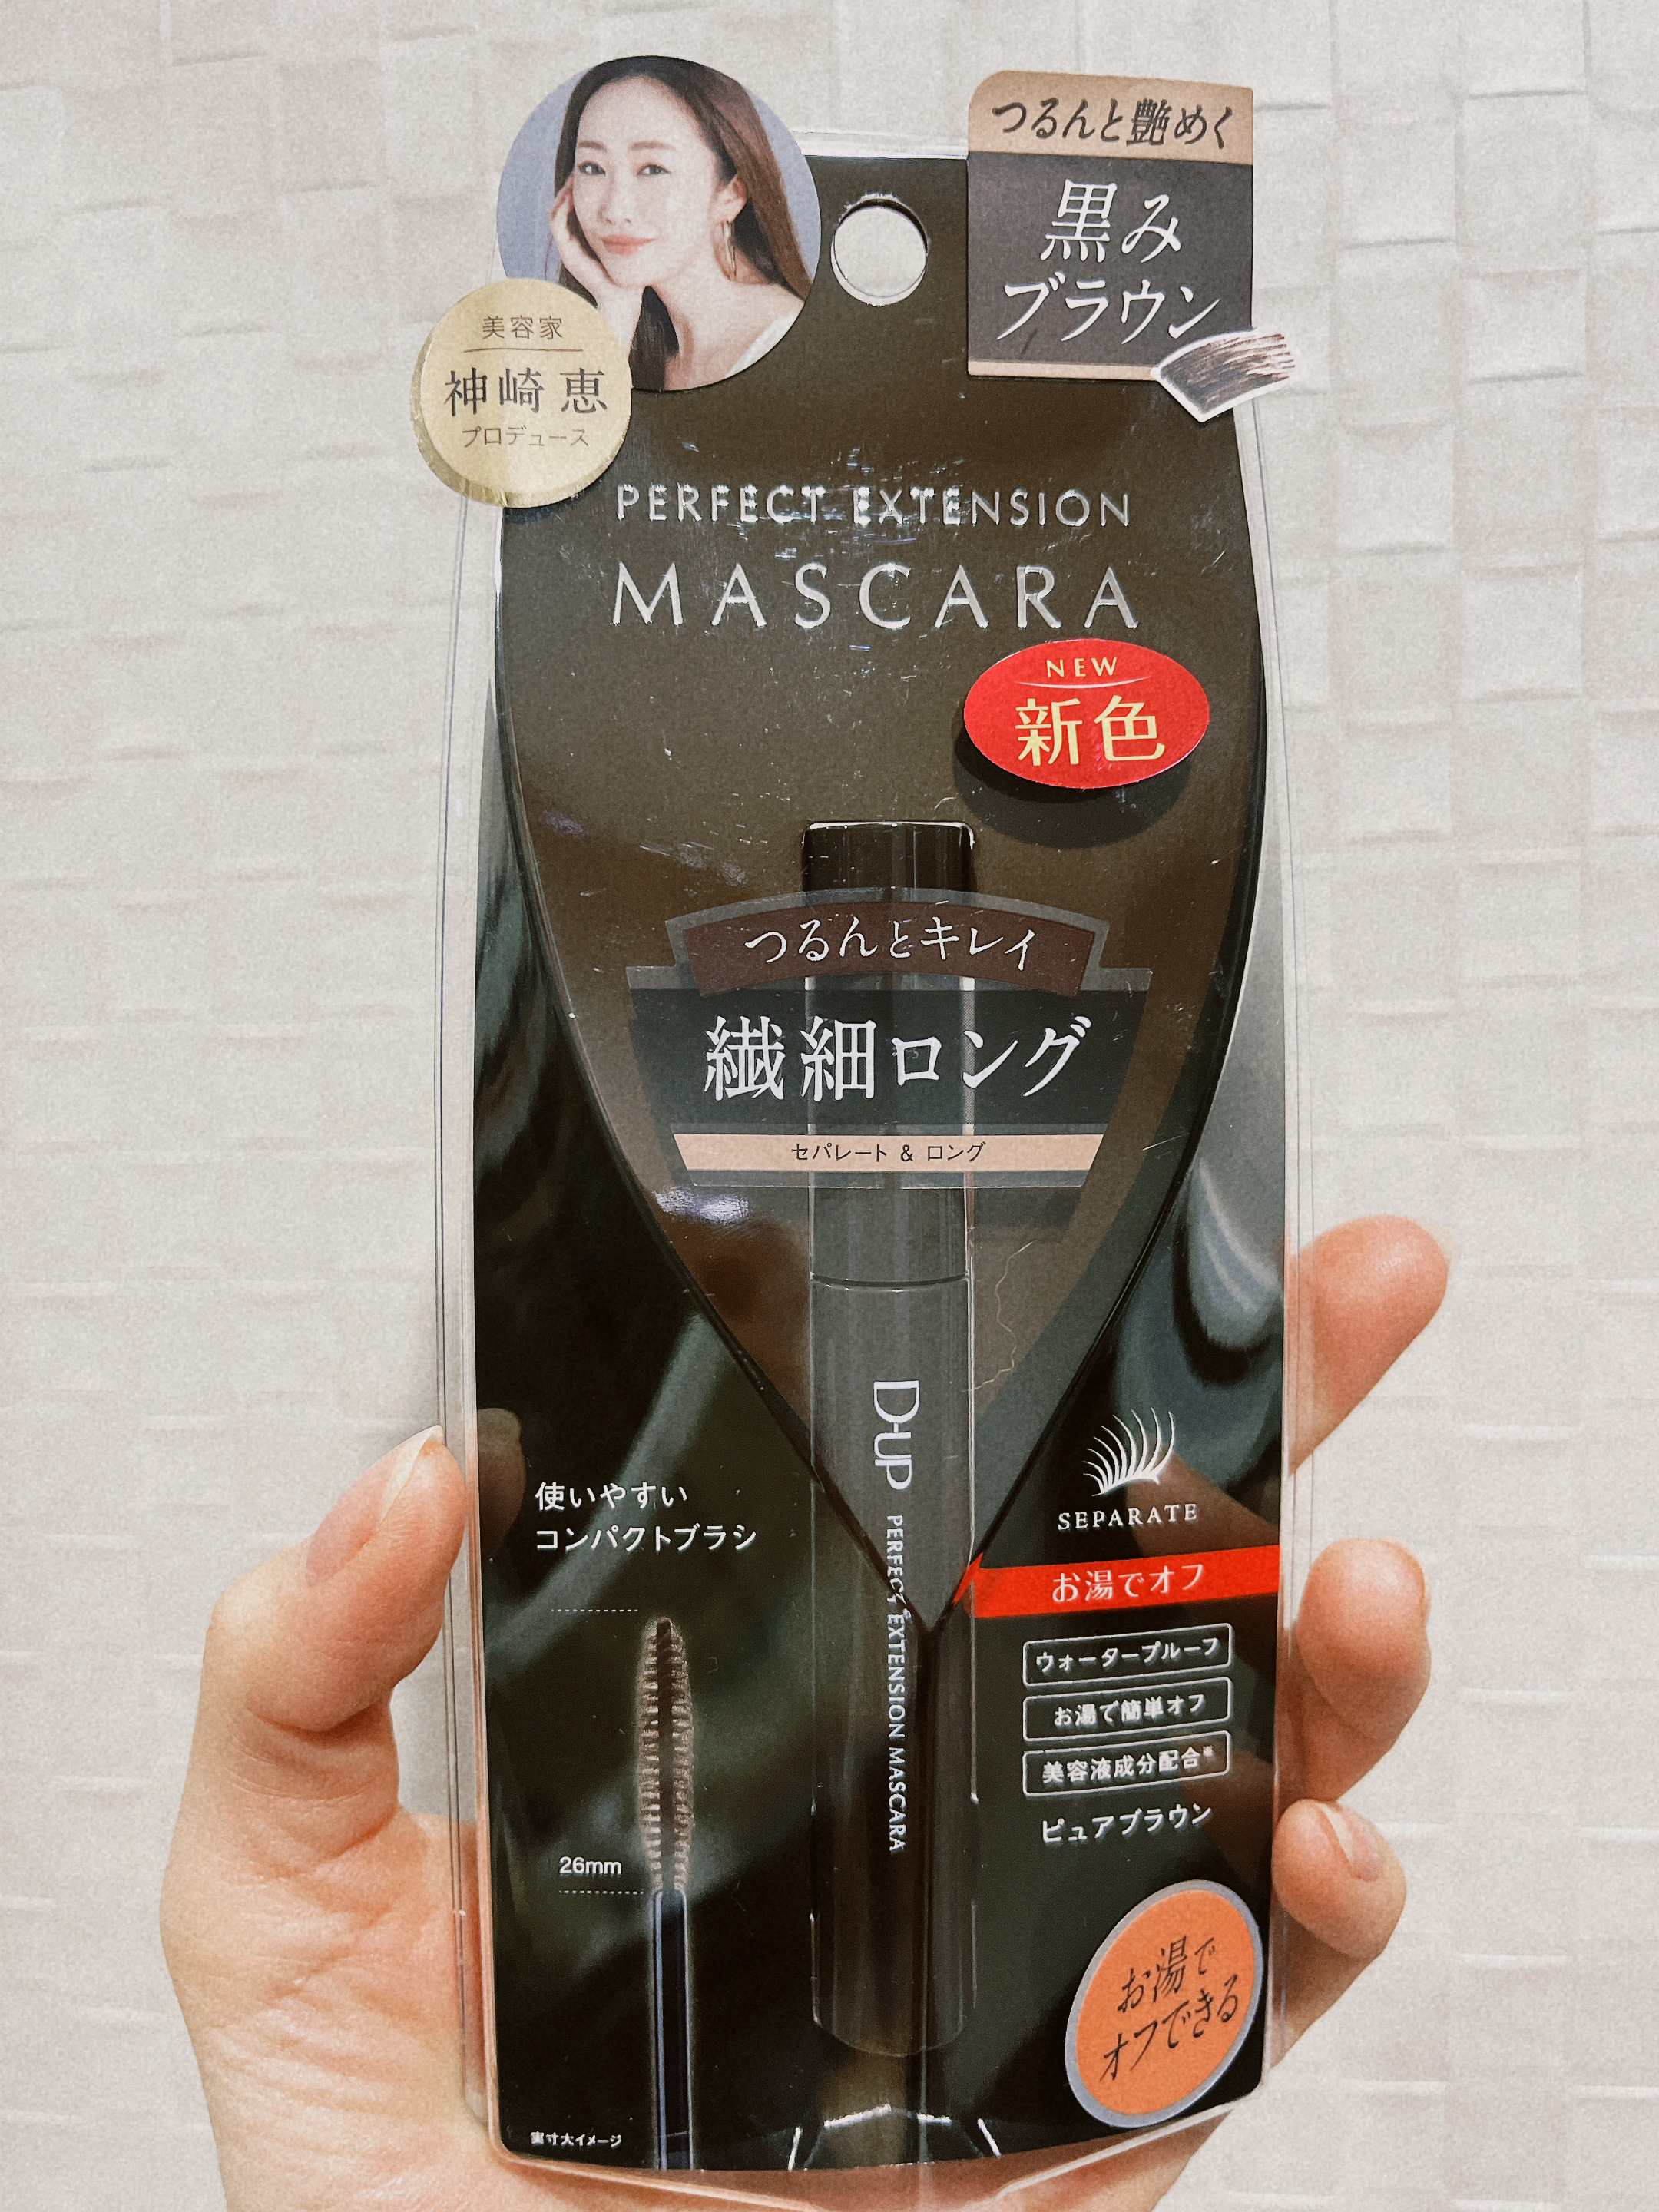 つるんと艶めく
黒み
ブラウン
美容家
神崎 恵
プロデュース
PERFECT EXTENSION
MASCARA
NEW
新色
つるんとキレイ
繊細ロング
セパレート & ロング
D-UP PERFECT EXTENSION MASCARA
使いやすい
コンパクトブラシ
26mm
実寸大イメージ
SEPARATE
お湯でオフ
ウォータープルーフ
お湯で簡単オフ
美容液成分配合※
ピュアブラウン
お湯で
オフできる